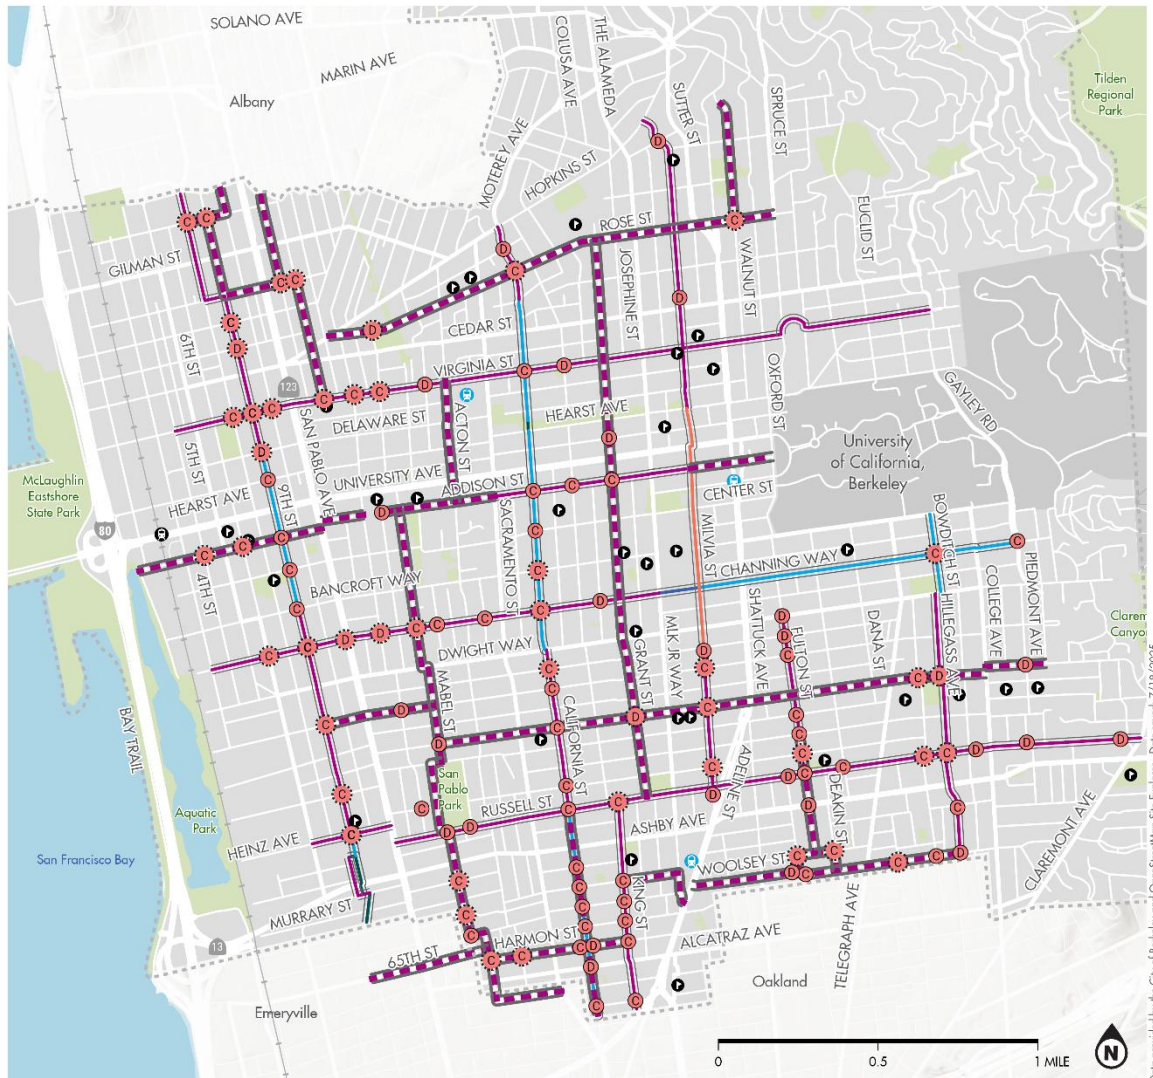 SOLANO AVE
MARIN AVE
Albany
COLUSA AVE
THE ALAMEDA
SUTTER ST
SPRUCE ST
Tilden
Regional
Park
MOTEREY AVE
HOPKINS ST
ROSE ST
EUCLID ST
GILMAN ST
JOSEPHINE ST
WALNUT ST
6TH ST
CEDAR ST
VIRGINIA ST
OXFORD ST
GAYLEY RD
123
SAN PABLO AVE
DELAWARE ST
ACTON ST
HEARST AVE
University
of California,
Berkeley
5TH ST
UNIVERSITY AVE
ADDISON ST
CENTER ST
McLaughlin
Eastshore
State Park
HEARST AVE
9TH ST
SACRAMENTO ST
MILVIA ST
BOWDITCH ST
80
4TH ST
BANCROFT WAY
CHANNING WAY
PIEDMONT AVE
COLLEGE AVE
HILLEGASS AVE
DWIGHT WAY
SHATTUCK AVE
FULTON ST
DANA ST
Clarem
Canyon
MABEL ST
GRANT ST
MLK JR WAY
CALIFORNIA ST
BAY TRAIL
San
Pablo
Park
ADELINE ST
DEAKIN ST
Aquatic
Park
RUSSELL ST
ASHBY AVE
CLAREMONT AVE
San Francisco Bay
HEINZ AVE
WOOLSEY ST
KING ST
MURRARY ST
HARMON ST
ALCATRAZ AVE
TELEGRAPH AVE
13
65TH ST
Oakland
Emeryville
0
0.5
1 MILE
N